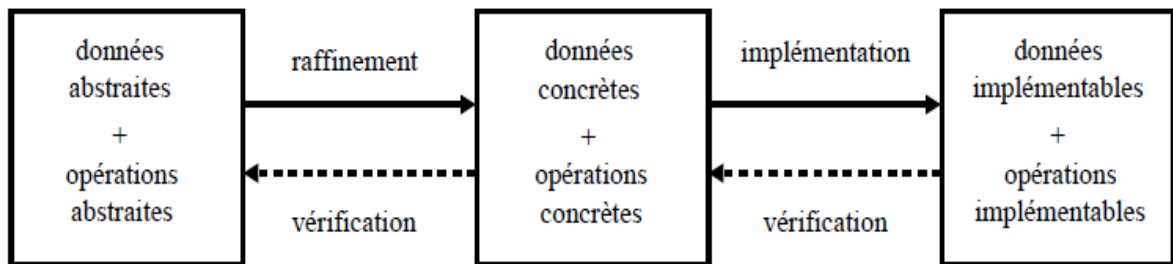 données
abstraites
+
opérations
abstraites
raffinement
vérification
données
concrètes
+
opérations
concrètes
implémentation
vérification
données
implémentables
+
opérations
implémentables